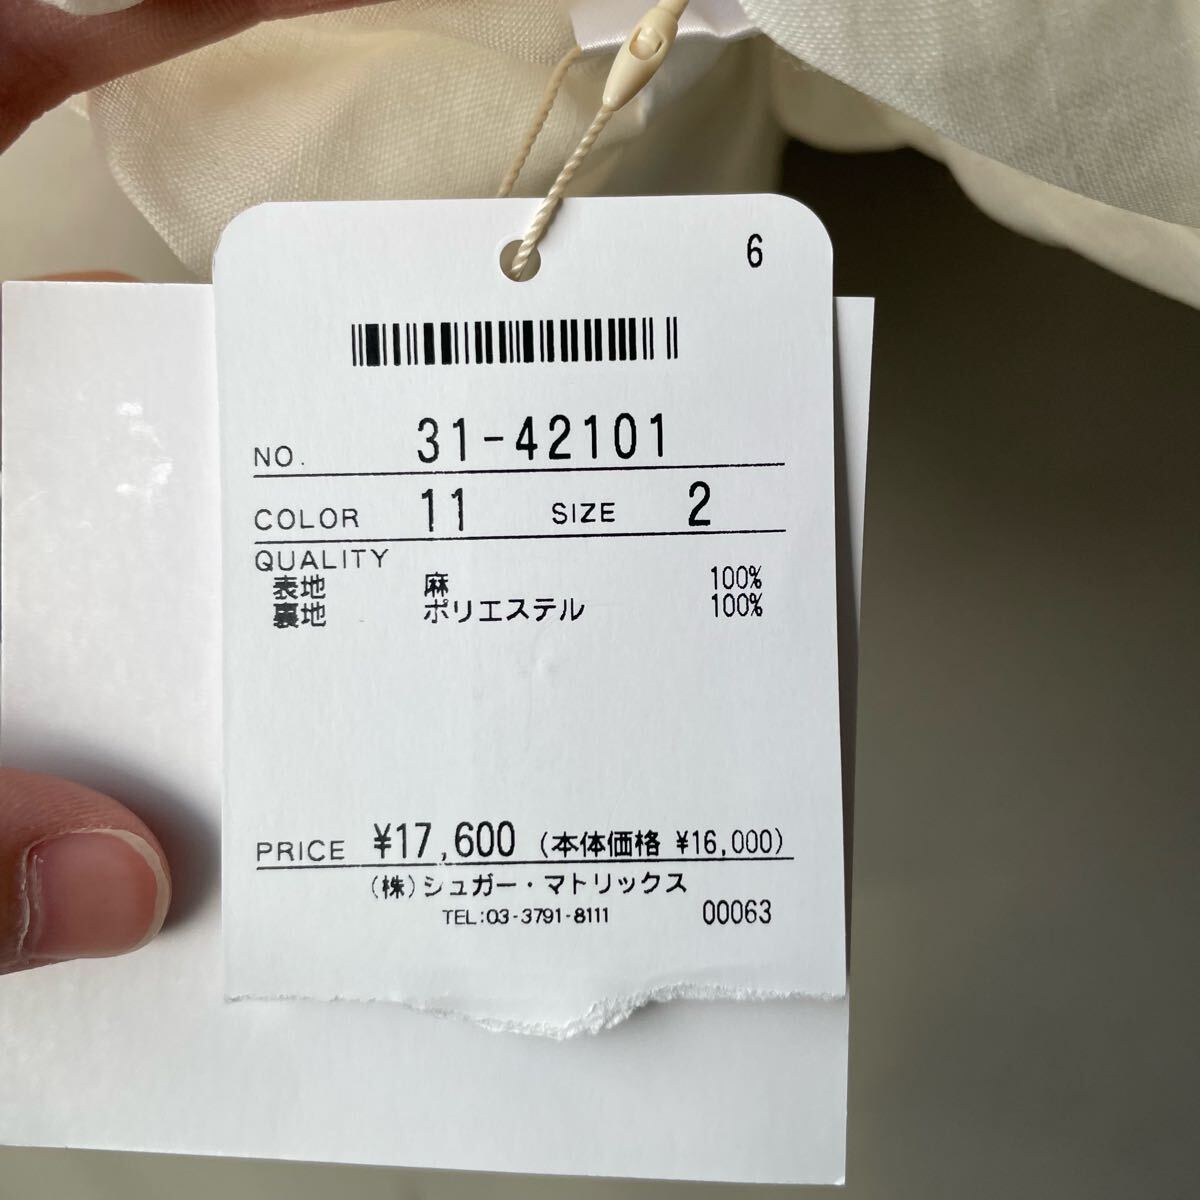 6
NO. 31-42101
COLOR 11 SIZE 2
QUALITY
表地 麻 100%
裏地 ポリエステル 100%
PRICE ¥17,600 (本体価格 ¥16,000)
(株)シュガー・マトリックス
TEL:03-3791-8111 00063